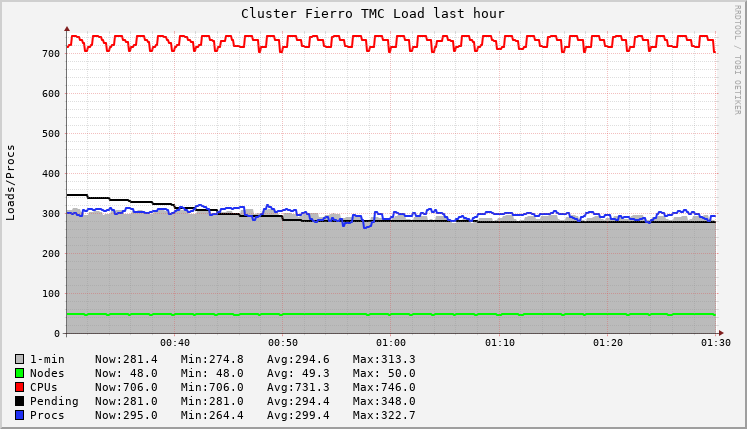 Cluster Fierro TMC Load last hour
RRDTOOL / TOBI OETIKER
Loads/Procs
700
600
500
400
300
200
100
0
00:40 00:50 01:00 01:10 01:20 01:30
1-min Now:281.4 Min:274.8 Avg:294.6 Max:313.3
Nodes Now: 48.0 Min: 48.0 Avg: 49.3 Max: 50.0
CPUs Now:706.0 Min:706.0 Avg:731.3 Max:746.0
Pending Now:281.0 Min:281.0 Avg:294.4 Max:348.0
Procs Now:295.0 Min:264.4 Avg:299.4 Max:322.7